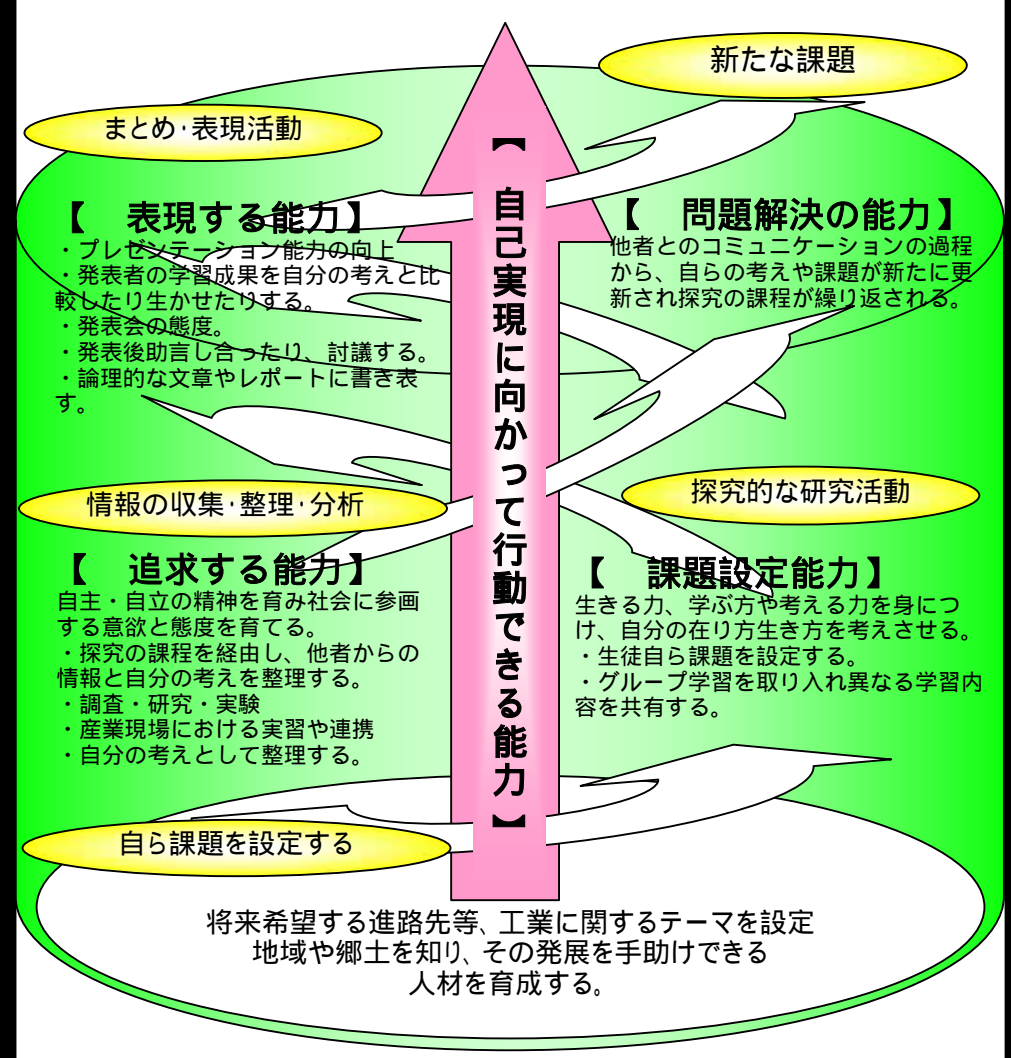 新たな課題
まとめ・表現活動
【　自己実現に向かって行動できる能力】
【　表現する能力】
・プレゼンテーション能力の向上
・発表者の学習成果を自分の考えと比
較したり生かせたりする。
・発表会の態度。
・発表後助言し合ったり、討議する。
・論理的な文章やレポートに書き表
す。
【　問題解決の能力】
他者とのコミュニケーションの過程
から、自らの考えや課題が新たに更
新され探究の課程が繰り返される。
情報の収集・整理・分析
探究的な研究活動
【　追求する能力】
自主・自立の精神を育み社会に参画
する意欲と態度を育てる。
・探究の課程を経由し、他者からの
情報と自分の考えを整理する。
・調査・研究・実験
・産業現場における実習や連携
・自分の考えとして整理する。
【　課題設定能力】
生きる力、学ぶ方や考える力を身につ
け、自分の在り方生き方を考えさせる。
・生徒自ら課題を設定する。
・グループ学習を取り入れ異なる学習内
容を共有する。
自ら課題を設定する
将来希望する進路先等、工業に関するテーマを設定
地域や郷土を知り、その発展を手助けできる
人材を育成する。